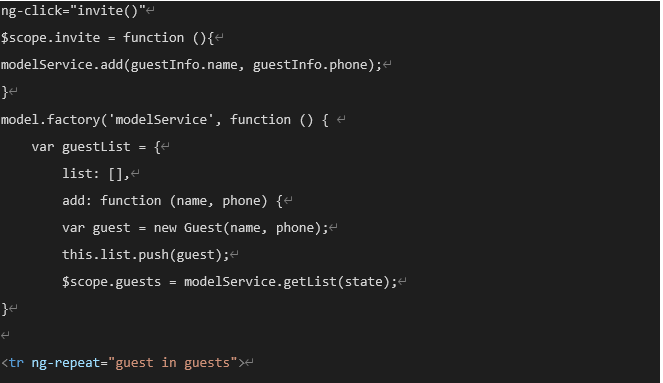 ng-click="invite()"↵
$scope.invite = function (){↵
modelService.add(guestInfo.name, guestInfo.phone);↵
}↵
model.factory('modelService', function () { ↵
    var guestList = {↵
        list: [],↵
        add: function (name, phone) {↵
        var guest = new Guest(name, phone);↵
        this.list.push(guest);↵
        $scope.guests = modelService.getList(state);↵
}↵
↵
<tr ng-repeat="guest in guests">↵